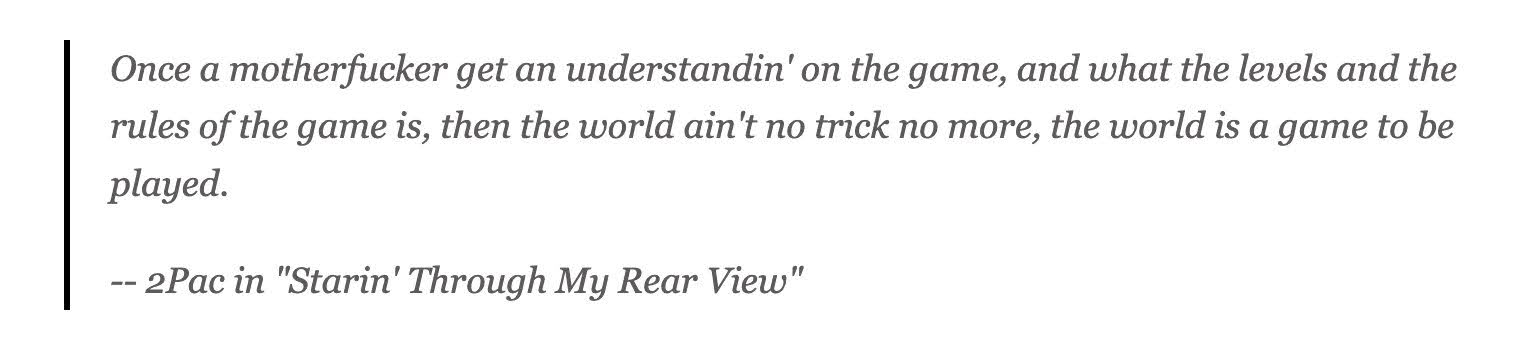 Once a motherfucker get an understandin' on the game, and what the levels and the
rules of the game is, then the world ain't no trick no more, the world is a game to be
played.
-- 2Pac in "Starin' Through My Rear View"